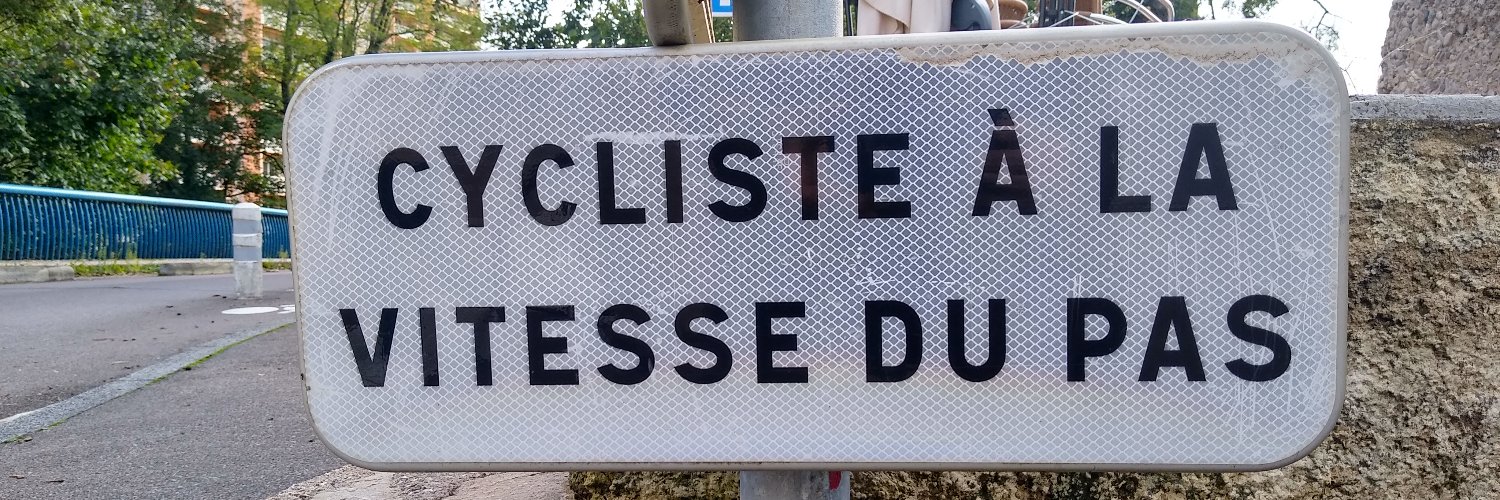 CYCLISTE À LA
VITESSE DU PAS